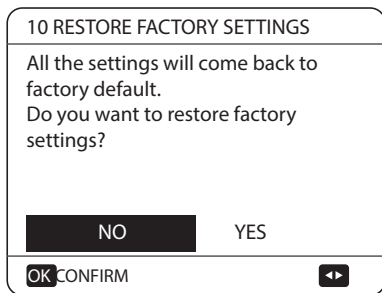 10 RESTORE FACTORY SETTINGS
All the settings will come back to
factory default.
Do you want to restore factory
settings?
NO YES
OK CONFIRM